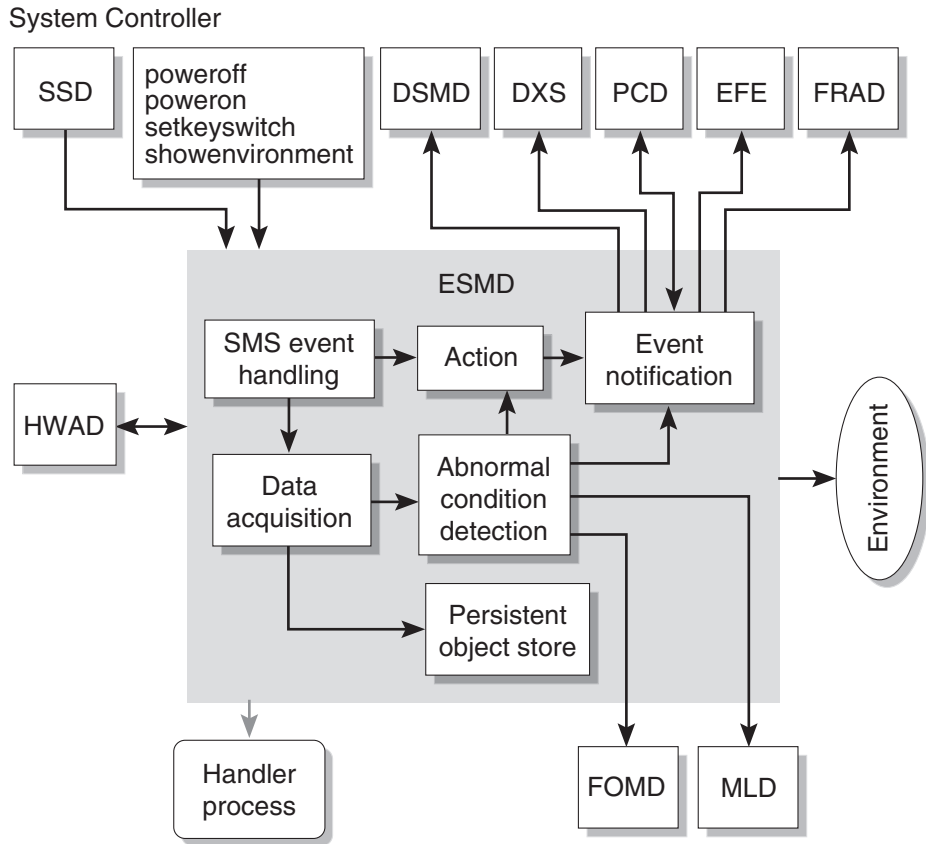 System Controller
SSD
poweroff
poweron
setkeyswitch
showenvironment
DSMD
DXS
PCD
EFE
FRAD
ESMD
SMS event
handling
Action
Event
notification
HWAD
Data
acquisition
Abnormal
condition
detection
Environment
Persistent
object store
Handler
process
FOMD
MLD